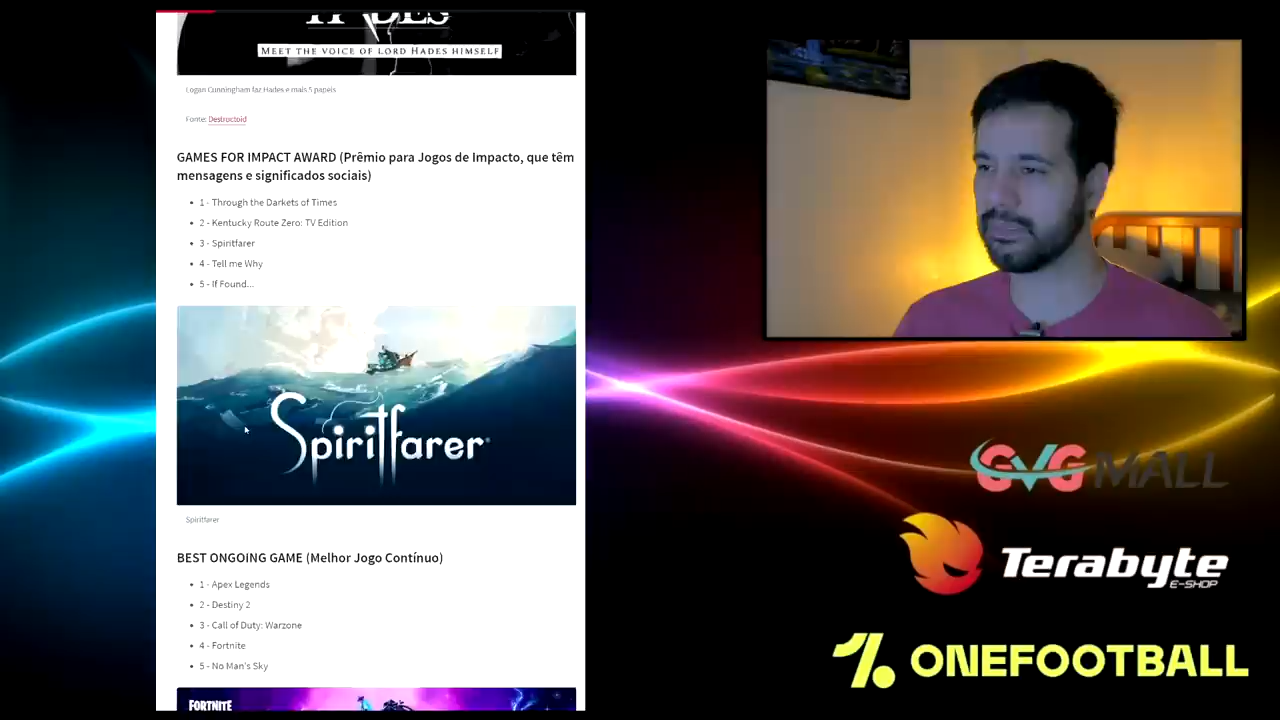 HADES
MEET THE VOICE OF LORD HADES HIMSELF
Logan Cunningham faz Hades e mais 5 papeis
Fonte: Destructoid
GAMES FOR IMPACT AWARD (Prêmio para Jogos de Impacto, que têm
mensagens e significados sociais)
1 - Through the Darkets of Times
2 - Kentucky Route Zero: TV Edition
3 - Spiritfarer
4 - Tell me Why
5 - If Found...
Spiritfarer
Spiritfarer
BEST ONGOING GAME (Melhor Jogo Contínuo)
1 - Apex Legends
2 - Destiny 2
3 - Call of Duty: Warzone
4 - Fortnite
5 - No Man's Sky
FORTNITE
GVGMALL
Terabyte
E-SHOP
1. ONEFOOTBALL